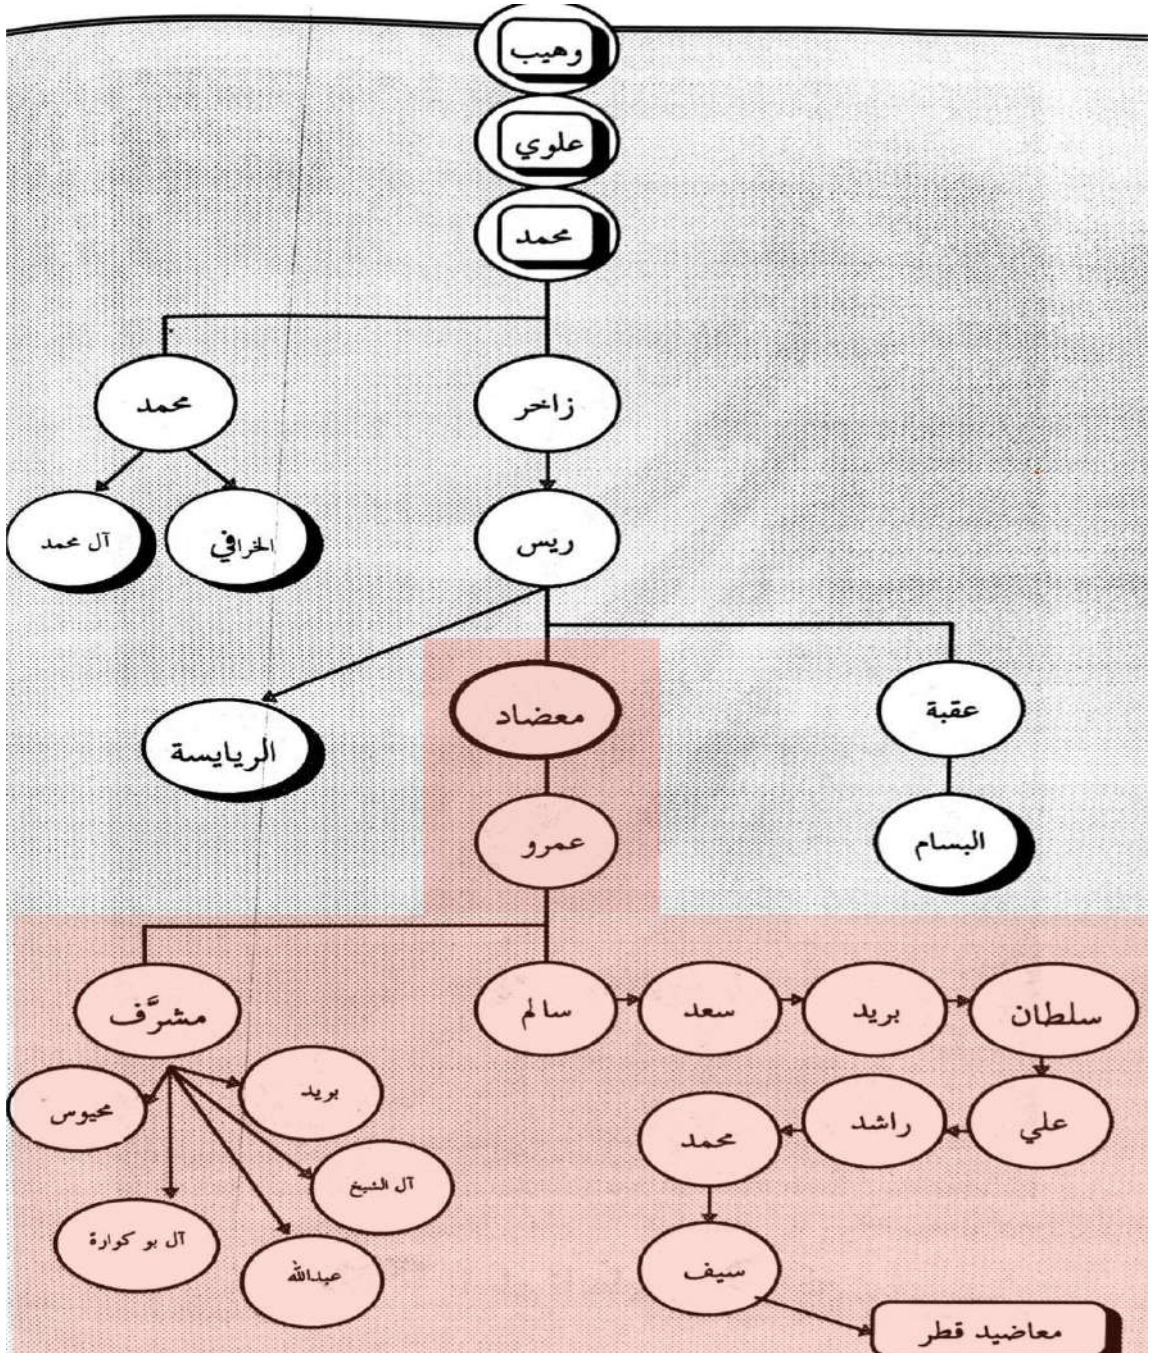 وهيب
علوي
محمد
زاخر
محمد
ريس
الخرافي
آل محمد
عقبة
معضاد
الريايسة
البسام
عمرو
سلطان
بريد
سعد
سالم
مشرَّف
بريد
محيوس
علي
راشد
محمد
آل الشيخ
آل بو كوارة
عبدالله
سيف
معاضيد قطر